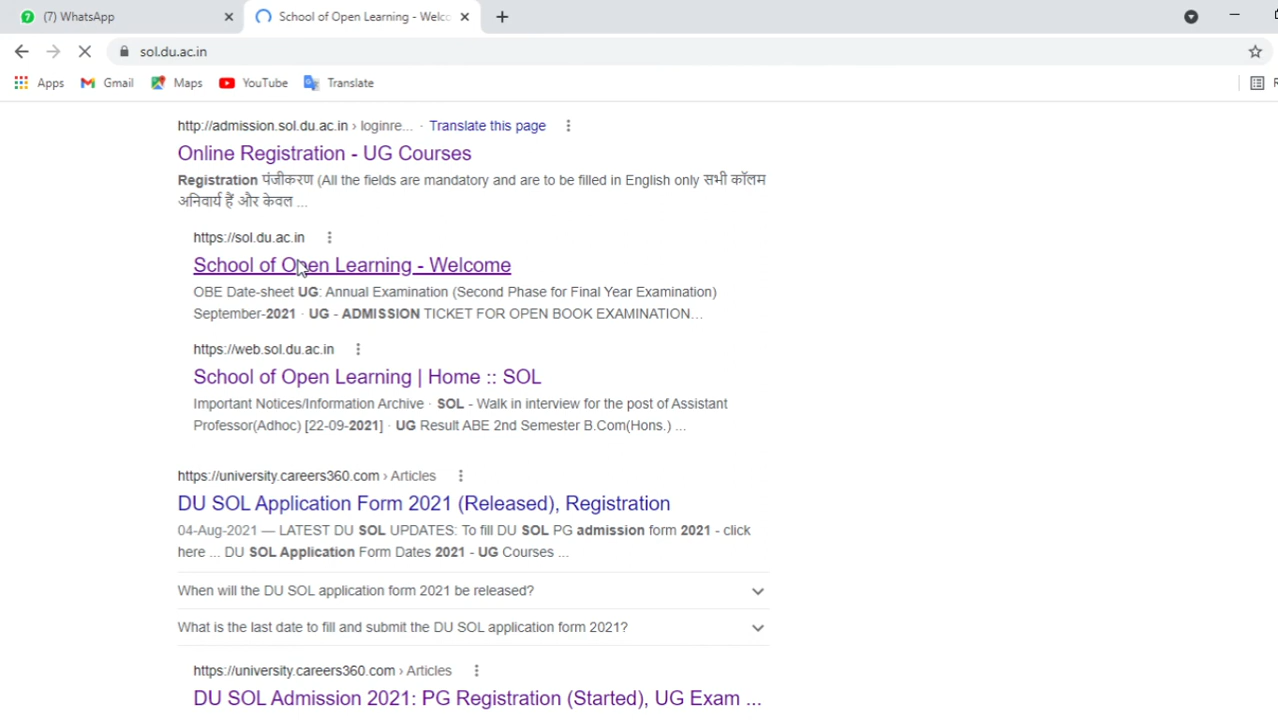 (7) WhatsApp
School of Open Learning - Welc
sol.du.ac.in
Apps
Gmail
Maps
YouTube
Translate
http://admission.sol.du.ac.in › loginre... · Translate this page
Online Registration - UG Courses
Registration पंजीकरण (All the fields are mandatory and are to be filled in English only सभी कॉलम
अनिवार्य हैं और केवल ...
https://sol.du.ac.in
School of Open Learning - Welcome
OBE Date-sheet UG: Annual Examination (Second Phase for Final Year Examination)
September-2021 · UG - ADMISSION TICKET FOR OPEN BOOK EXAMINATION...
https://web.sol.du.ac.in
School of Open Learning | Home :: SOL
Important Notices/Information Archive · SOL - Walk in interview for the post of Assistant
Professor(Adhoc) [22-09-2021] · UG Result ABE 2nd Semester B.Com(Hons.) ...
https://university.careers360.com › Articles
DU SOL Application Form 2021 (Released), Registration
04-Aug-2021 — LATEST DU SOL UPDATES: To fill DU SOL PG admission form 2021 - click
here ... DU SOL Application Form Dates 2021 - UG Courses ...
When will the DU SOL application form 2021 be released?
What is the last date to fill and submit the DU SOL application form 2021?
https://university.careers360.com › Articles
DU SOL Admission 2021: PG Registration (Started), UG Exam ...